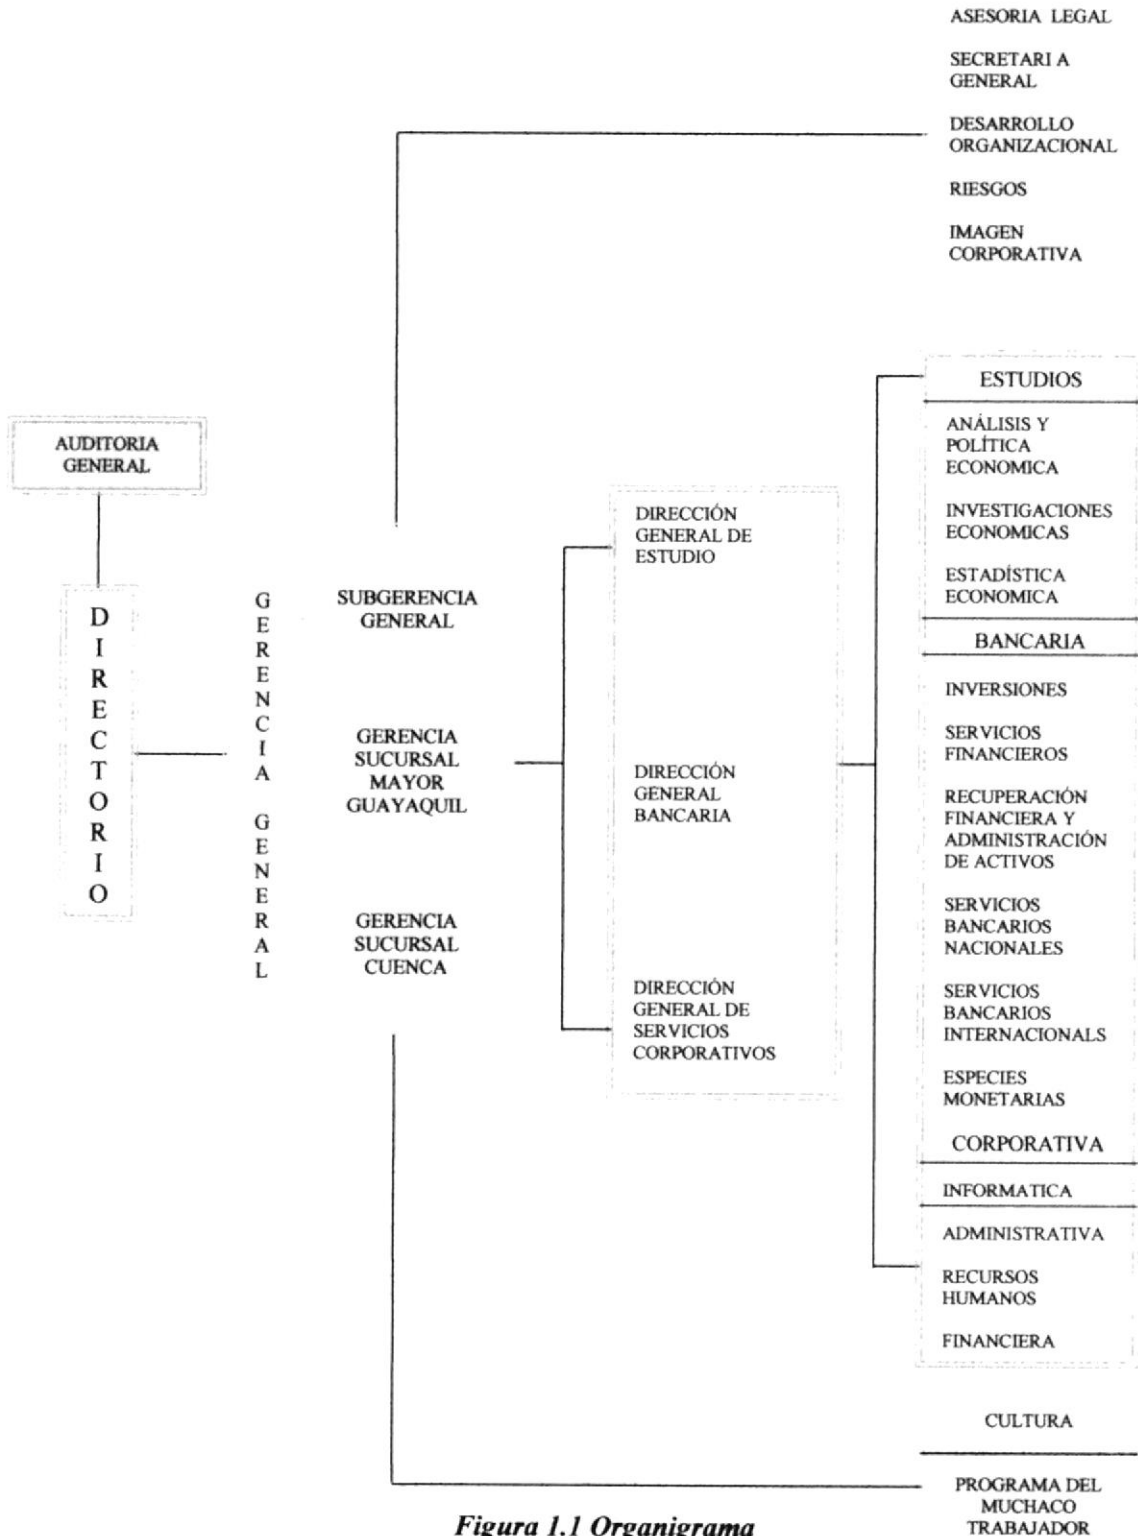 ASESORIA LEGAL
SECRETARI A
GENERAL
DESARROLLO
ORGANIZACIONAL
RIESGOS
IMAGEN
CORPORATIVA
AUDITORIA
GENERAL
DIRECTORIO
GERENCIA GENERAL
SUBGERENCIA
GENERAL
GERENCIA
SUCURSAL
MAYOR
GUAYAQUIL
GERENCIA
SUCURSAL
CUENCA
DIRECCIÓN
GENERAL DE
ESTUDIO
DIRECCIÓN
GENERAL
BANCARIA
DIRECCIÓN
GENERAL DE
SERVICIOS
CORPORATIVOS
ESTUDIOS
ANÁLISIS Y
POLÍTICA
ECONOMICA
INVESTIGACIONES
ECONOMICAS
ESTADÍSTICA
ECONOMICA
BANCARIA
INVERSIONES
SERVICIOS
FINANCIEROS
RECUPERACIÓN
FINANCIERA Y
ADMINISTRACIÓN
DE ACTIVOS
SERVICIOS
BANCARIOS
NACIONALES
SERVICIOS
BANCARIOS
INTERNACIONALS
ESPECIES
MONETARIAS
CORPORATIVA
INFORMATICA
ADMINISTRATIVA
RECURSOS
HUMANOS
FINANCIERA
CULTURA
PROGRAMA DEL
MUCHACO
TRABAJADOR
Figura 1.1 Organigrama